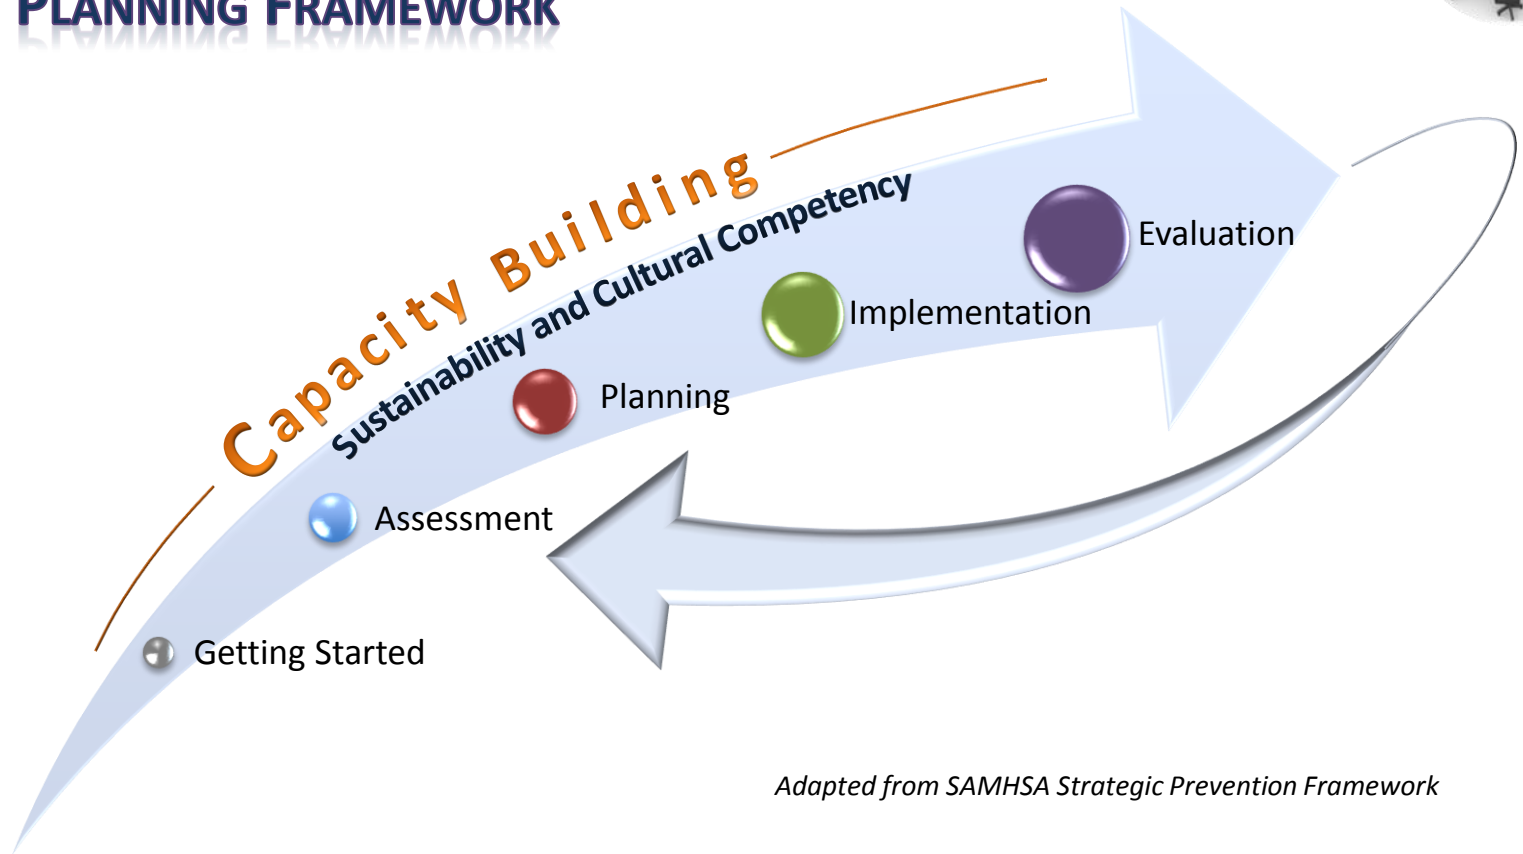 PLANNING FRAMEWORK
Capacity Building
Sustainability and Cultural Competency
Evaluation
Implementation
Planning
Assessment
Getting Started
Adapted from SAMHSA Strategic Prevention Framework